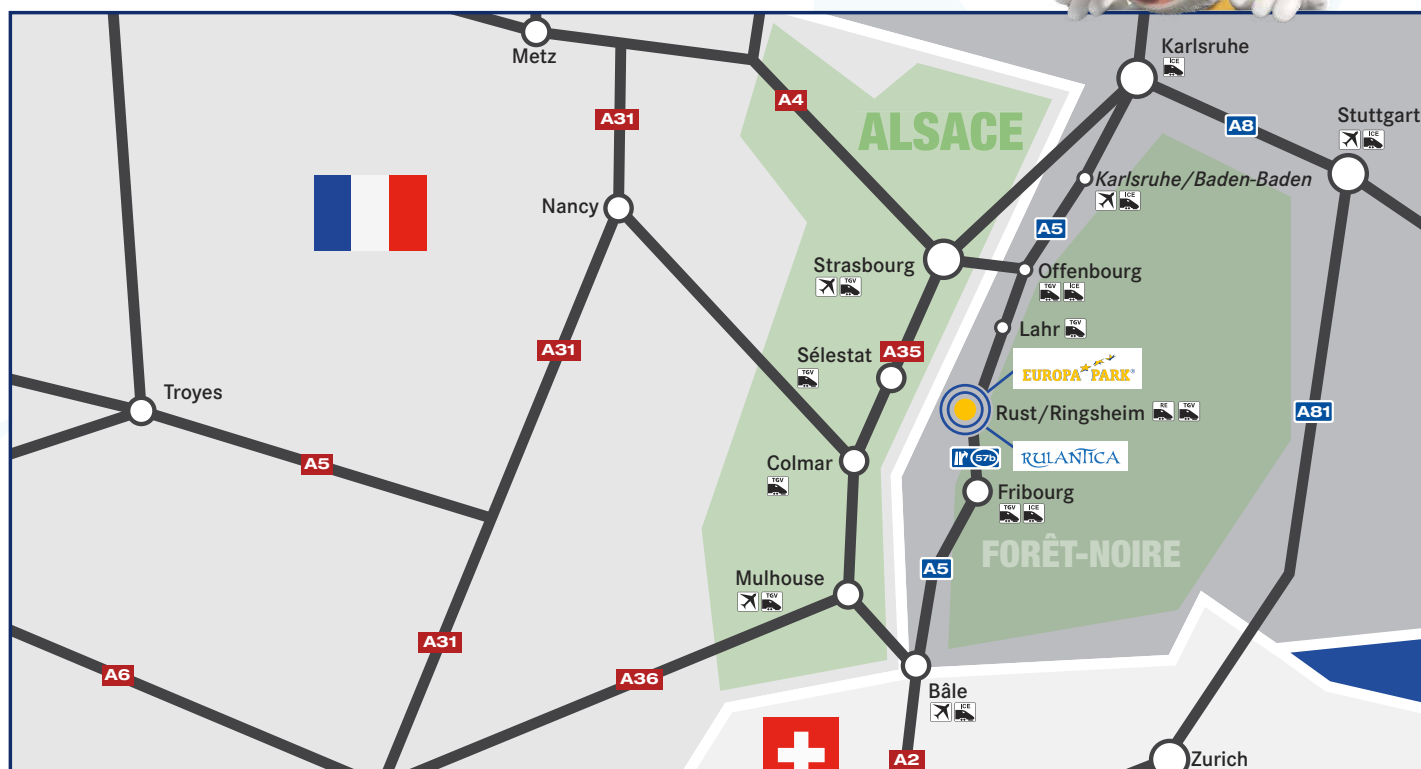 Metz
Karlsruhe
ICE
A31
A4
ALSACE
A8
Stuttgart
ICE
Karlsruhe/Baden-Baden
ICE
Nancy
A5
Strasbourg
TGV
Offenbourg
TGV ICE
Lahr TGV
Sélestat
TGV
A35
A31
EUROPA PARK®
Troyes
Rust/Ringsheim RE TGV
A81
A5
Colmar
TGV
57b
RULANTICA
Fribourg
TGV ICE
FORÊT-NOIRE
Mulhouse
TGV
A5
A31
A6
A36
Bâle
ICE
A2
Zurich